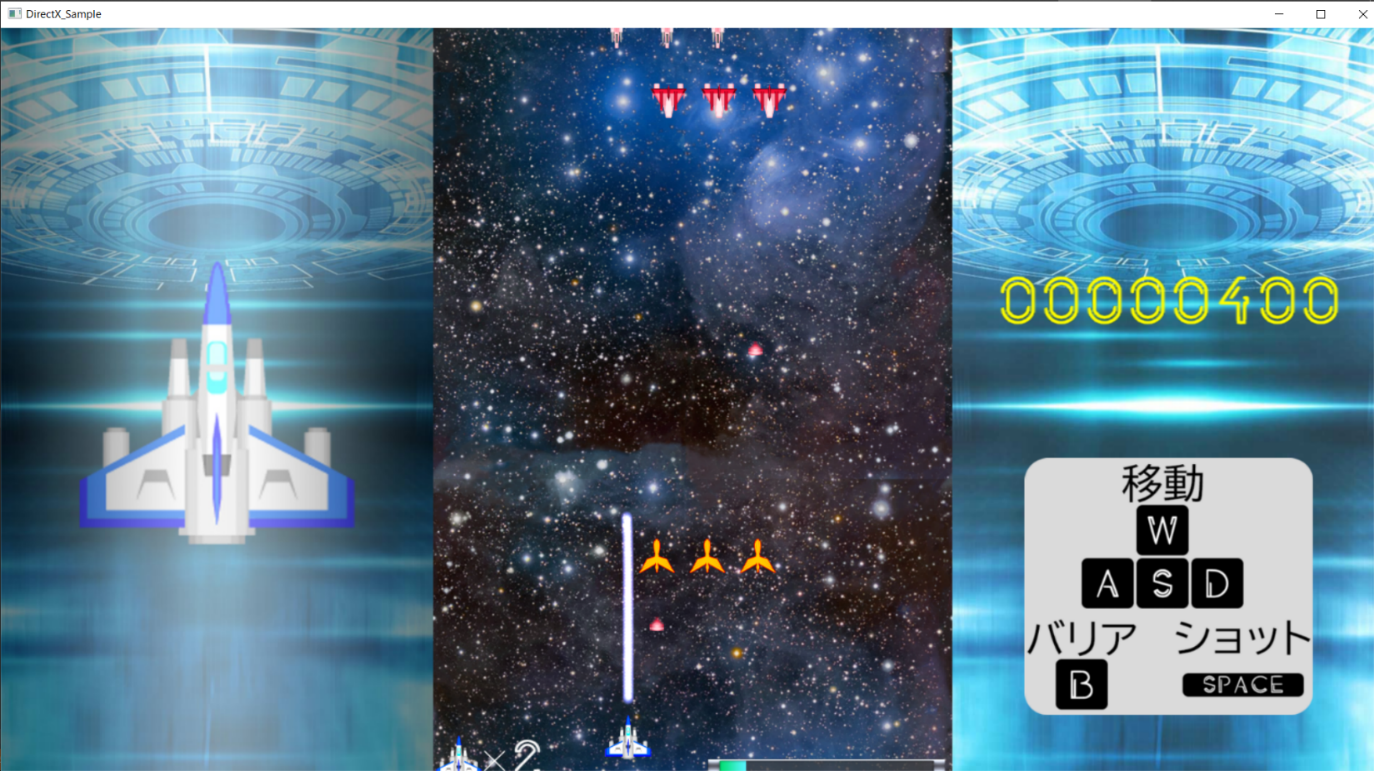 DirectX_Sample
00000400
移動
W
A S D
バリア ショット
B SPACE
×2